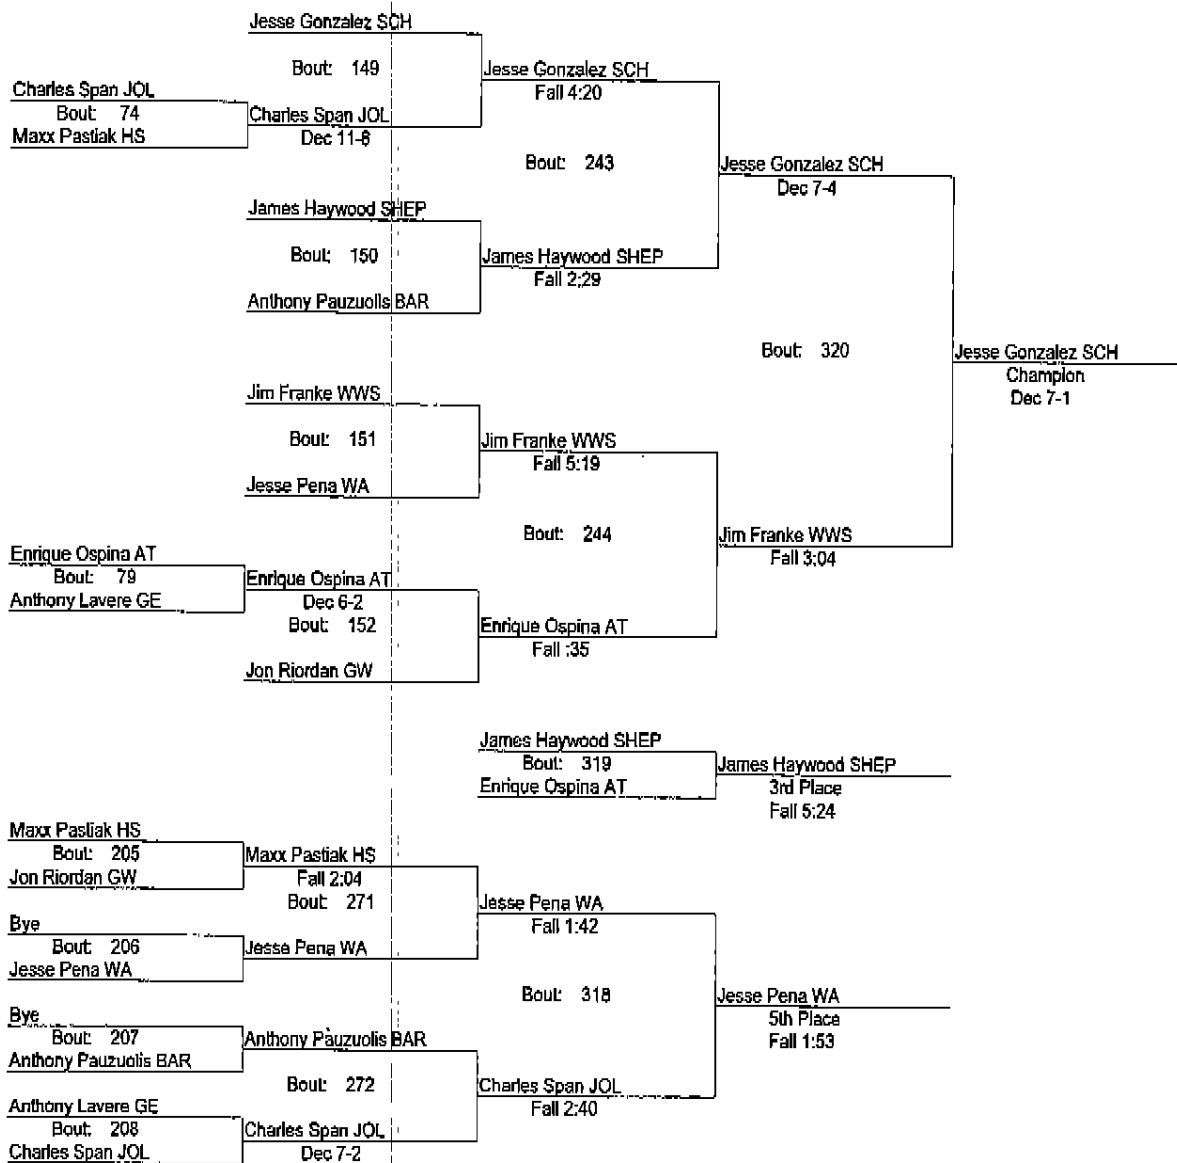 Jesse Gonzalez SCH
Bout: 149
Jesse Gonzalez SCH
Fall 4:20
Charles Span JOL
Bout: 74
Maxx Pastiak HS
Charles Span JOL
Dec 11-8
Bout: 243
Jesse Gonzalez SCH
Dec 7-4
James Haywood SHEP
Bout: 150
James Haywood SHEP
Fall 2:29
Anthony Pauzuolis BAR
Bout: 320
Jesse Gonzalez SCH
Champion
Dec 7-1
Jim Franke WWS
Bout: 151
Jim Franke WWS
Fall 5:19
Jesse Pena WA
Bout: 244
Jim Franke WWS
Fall 3:04
Enrique Ospina AT
Bout: 79
Anthony Lavere GE
Enrique Ospina AT
Dec 6-2
Bout: 152
Enrique Ospina AT
Fall :35
Jon Riordan GW
James Haywood SHEP
Bout: 319
Enrique Ospina AT
James Haywood SHEP
3rd Place
Fall 5:24
Maxx Pastiak HS
Bout: 205
Jon Riordan GW
Maxx Pastiak HS
Fall 2:04
Bout: 271
Jesse Pena WA
Fall 1:42
Bye
Bout: 206
Jesse Pena WA
Jesse Pena WA
Bout: 318
Jesse Pena WA
5th Place
Fall 1:53
Bye
Bout: 207
Anthony Pauzuolis BAR
Anthony Pauzuolis BAR
Bout: 272
Charles Span JOL
Fall 2:40
Anthony Lavere GE
Bout: 208
Charles Span JOL
Charles Span JOL
Dec 7-2